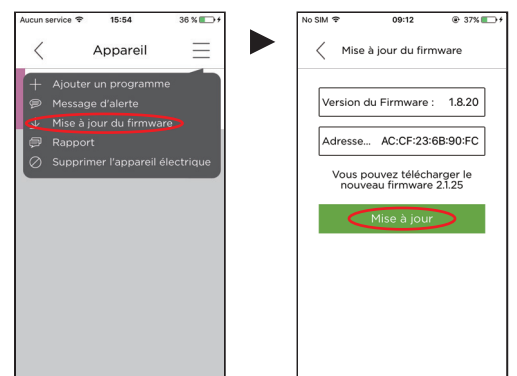 Aucun service 15:54 36 %
Appareil
Ajouter un programme
Message d'alerte
Mise à jour du firmware
Rapport
Supprimer l'appareil électrique
No SIM 09:12 37%
Mise à jour du firmware
Version du Firmware : 1.8.20
Adresse... AC:CF:23:6B:90:FC
Vous pouvez télécharger le
nouveau firmware 2.1.25
Mise à jour